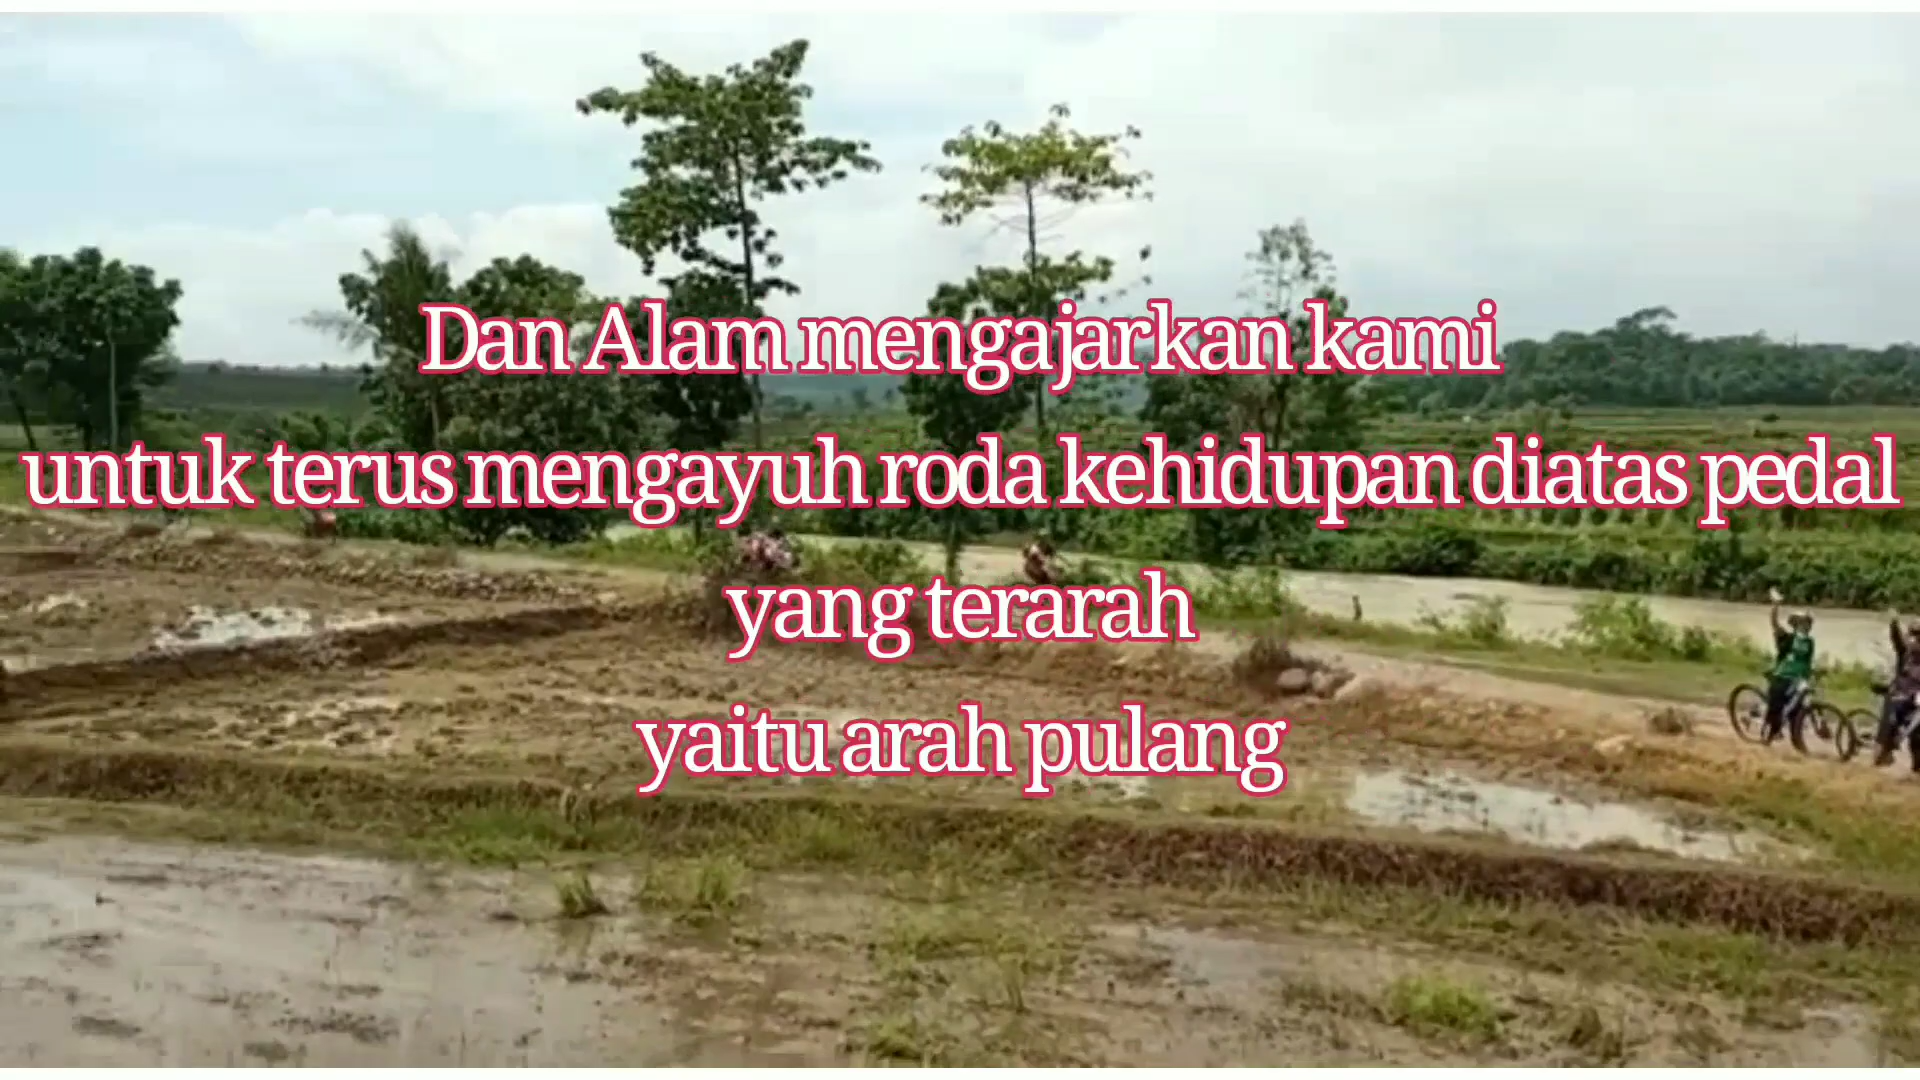 Dan Alam mengajarkan kami
untuk terus mengayuh roda kehidupan diatas pedal
yang terarah
yaitu arah pulang